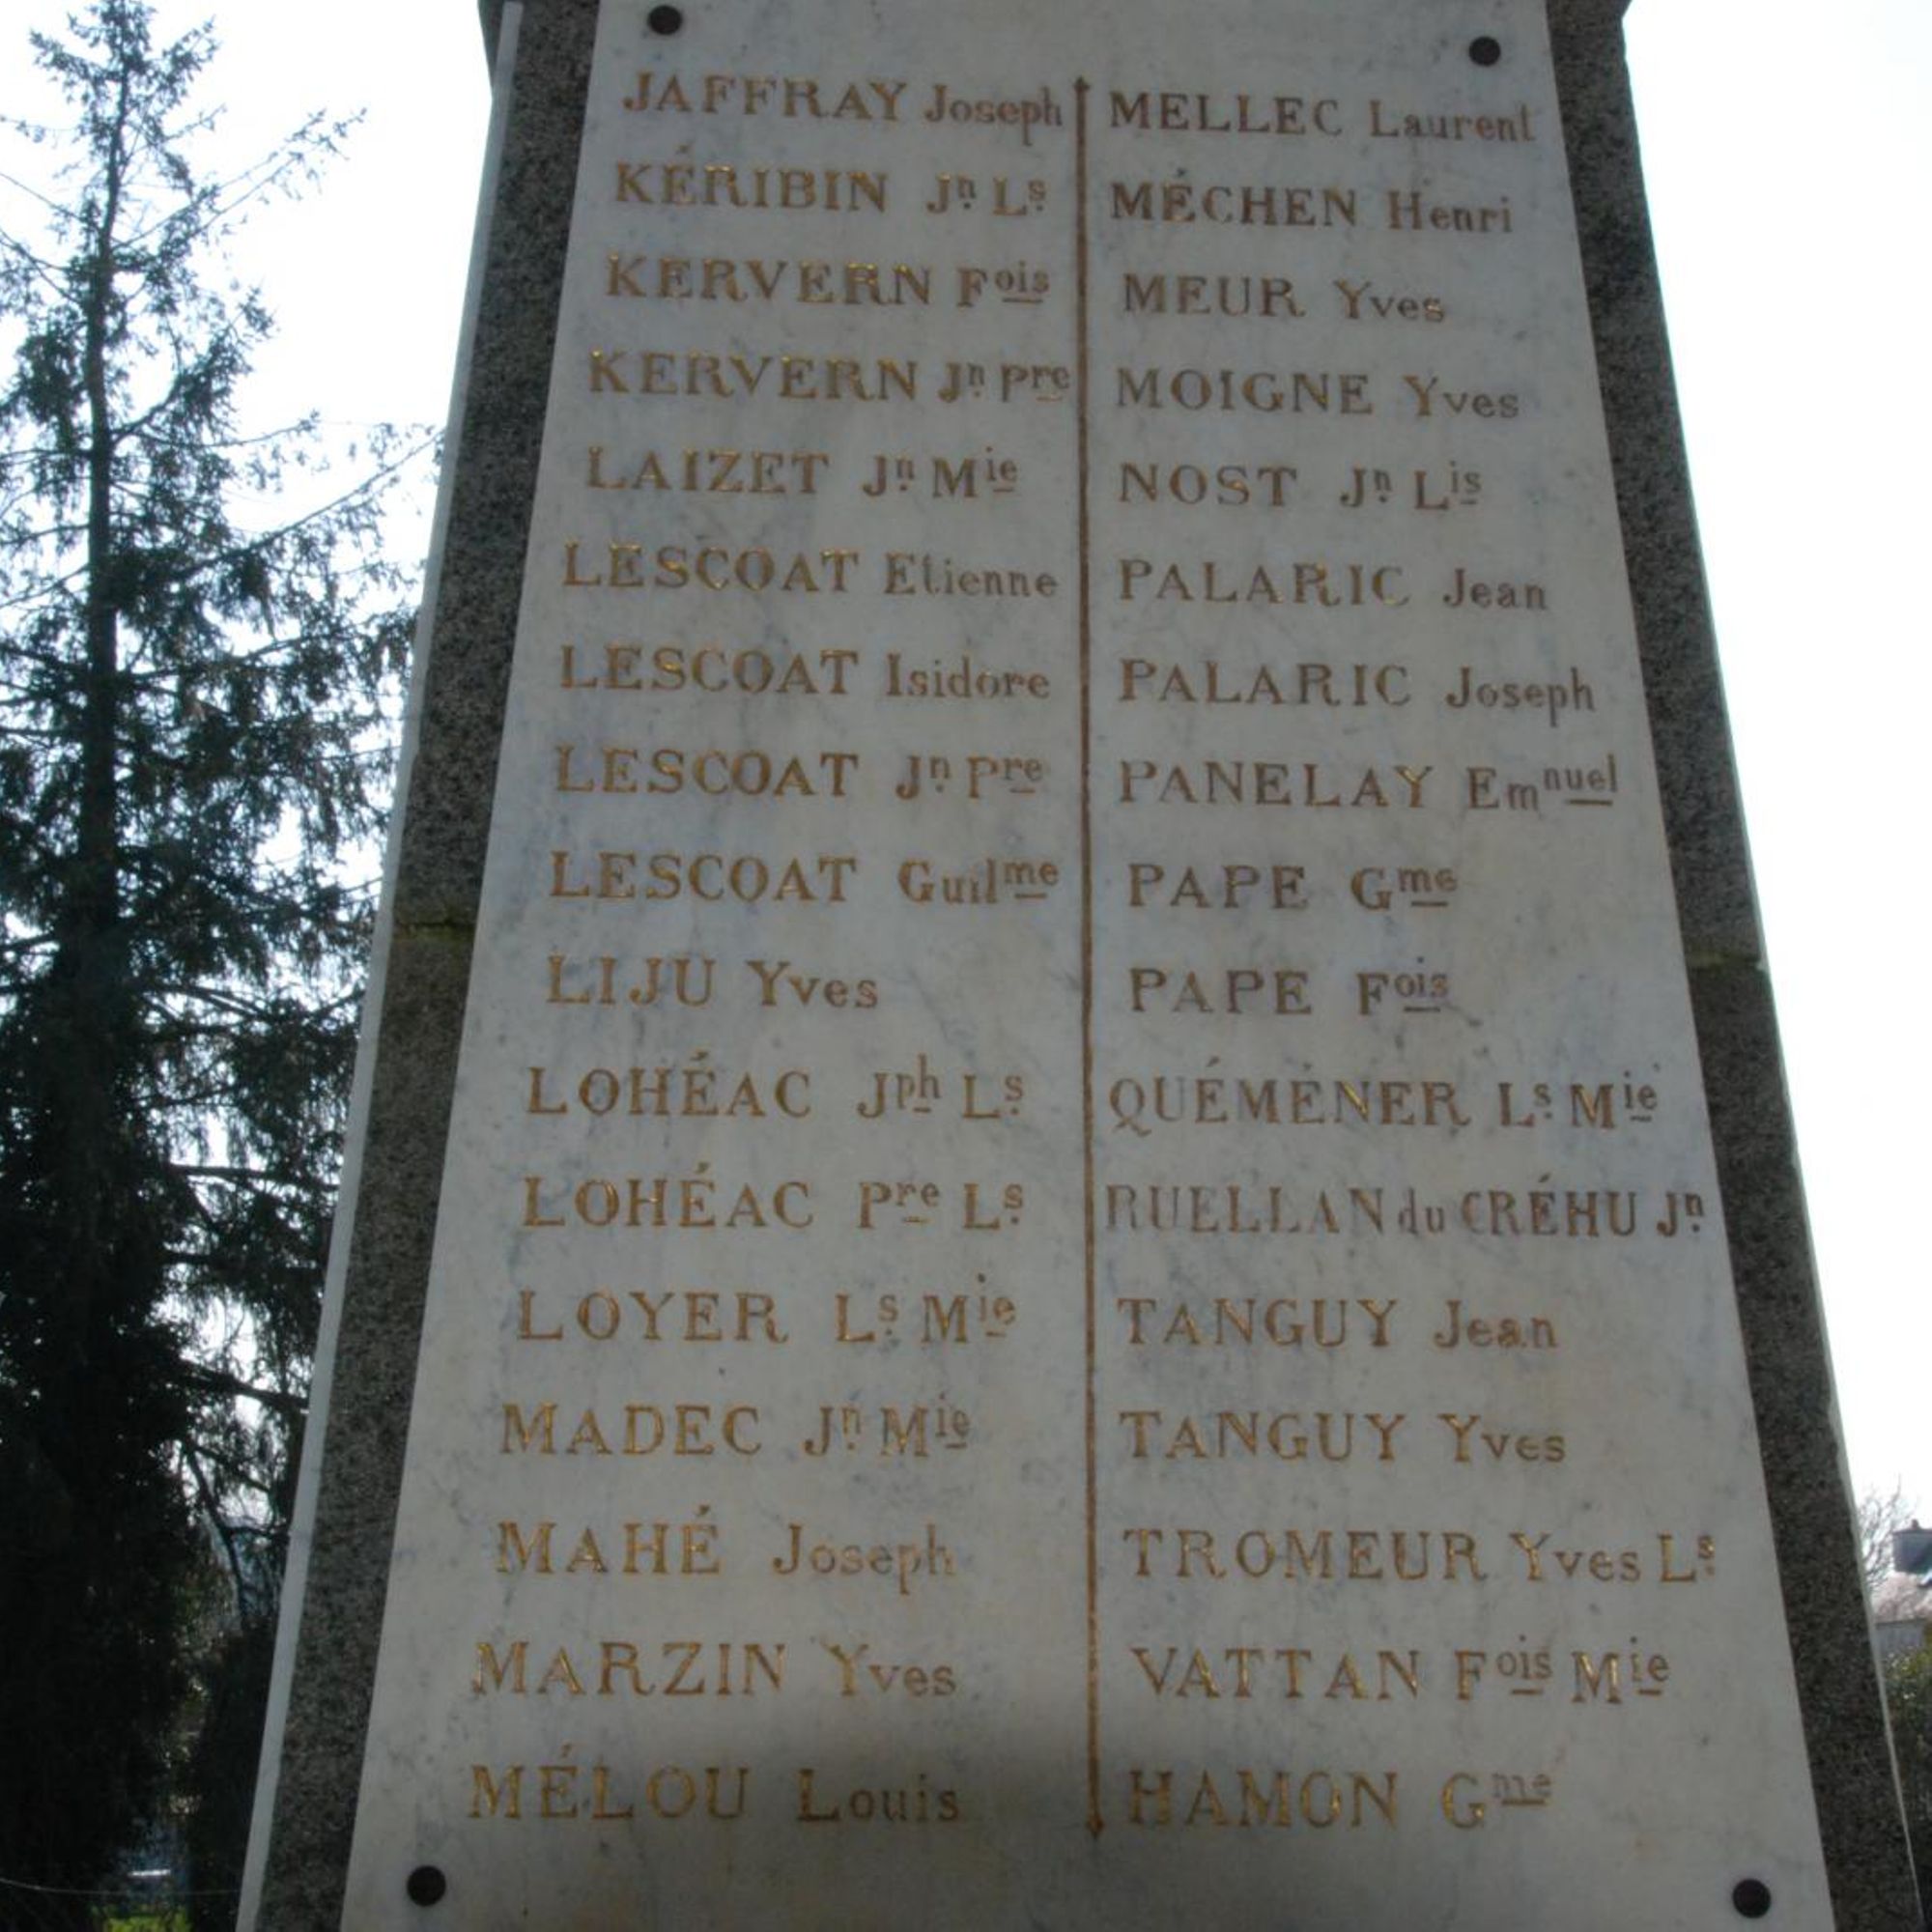 JAFFRAY Joseph
KÉRIBIN Jn Ls
KERVERN Fois
KERVERN Jn Pre
LAIZET Jn Mie
LESCOAT Etienne
LESCOAT Isidore
LESCOAT Jn Pre
LESCOAT Guilme
LIJU Yves
LOHÉAC Jph Ls
LOHÉAC Pre Ls
LOYER Ls Mie
MADEC Jn Mie
MAHÉ Joseph
MARZIN Yves
MÉLOU Louis
MELLEC Laurent
MÉCHEN Henri
MEUR Yves
MOIGNE Yves
NOST Jn Lis
PALARIC Jean
PALARIC Joseph
PANELAY Emnuel
PAPE Gme
PAPE Fois
QUÉMÉNER Ls Mie
RUELLAN du CRÉHU Jn
TANGUY Jean
TANGUY Yves
TROMEUR Yves Ls
VATTAN Fois Mie
HAMON Gme